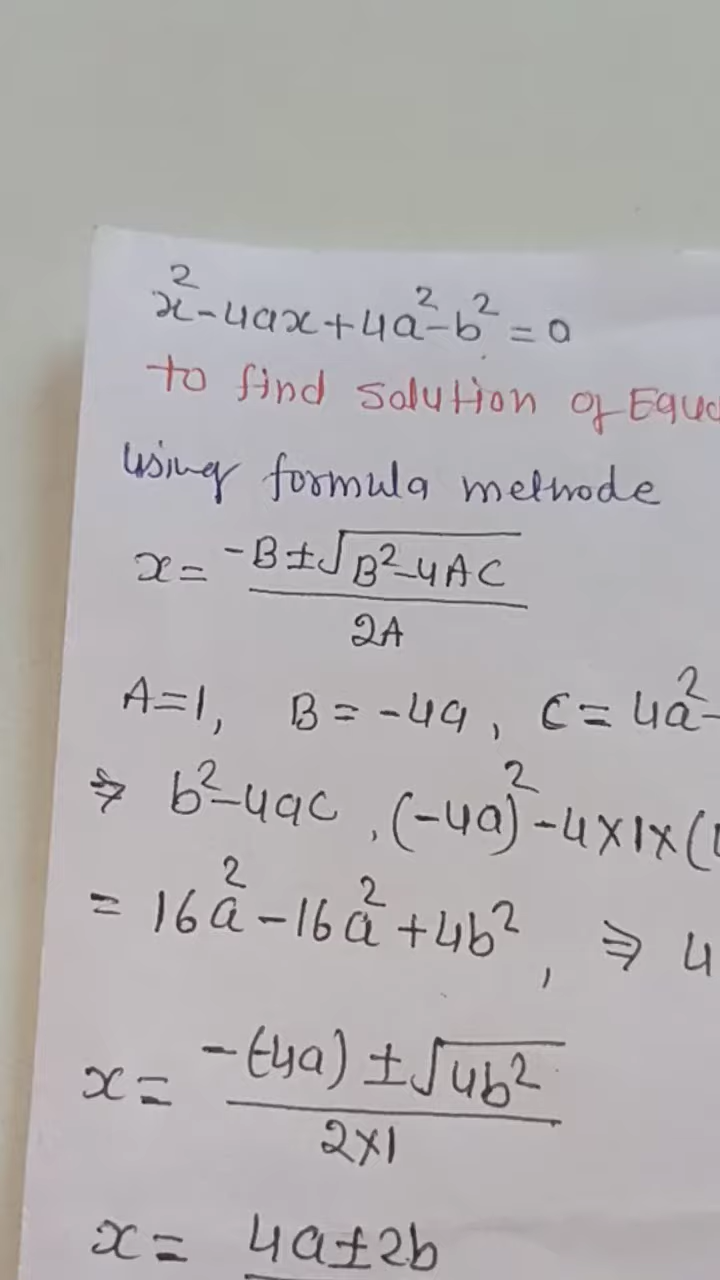 x²-4ax+4a²-b²=0
to find solution of
using formula methode
x= -B±√B²-4AC
2A
A=1, B=-4a, C=4a²-
⇒ b²-4ac, (-4a)²-4×1×(
= 16a²-16a²+4b², ⇒ 4
x= -(-4a)±√4b²
2×1
x= 4a±2b